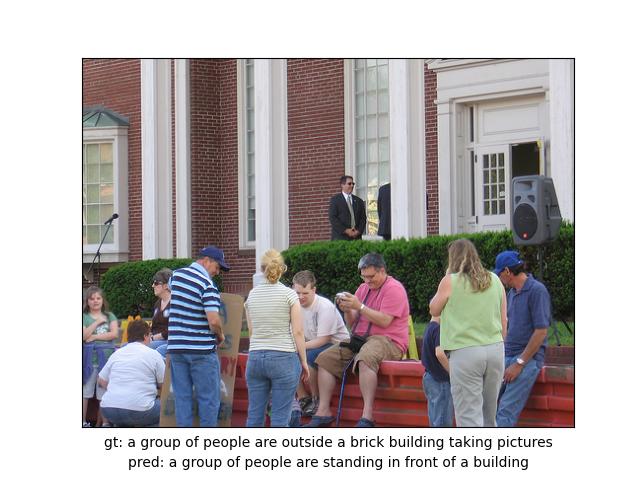 gt: a group of people are outside a brick building taking pictures
pred: a group of people are standing in front of a building